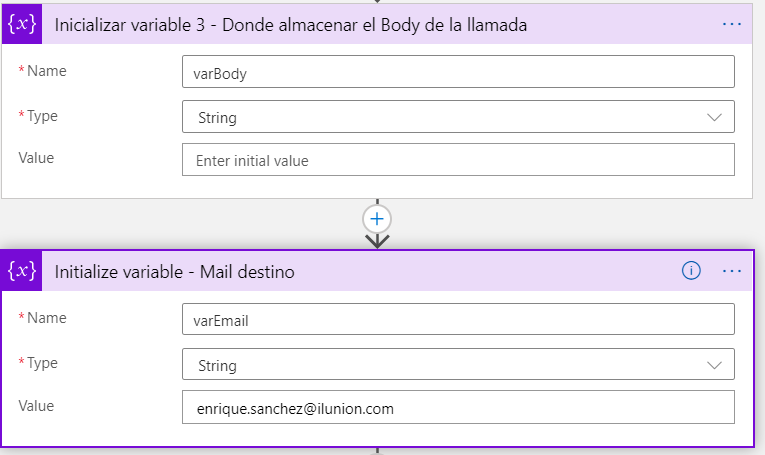 {x} Inicializar variable 3 - Donde almacenar el Body de la llamada ...
* Name varBody
* Type String
Value Enter initial value
{x} Initialize variable - Mail destino ...
* Name varEmail
* Type String
Value enrique.sanchez@ilunion.com